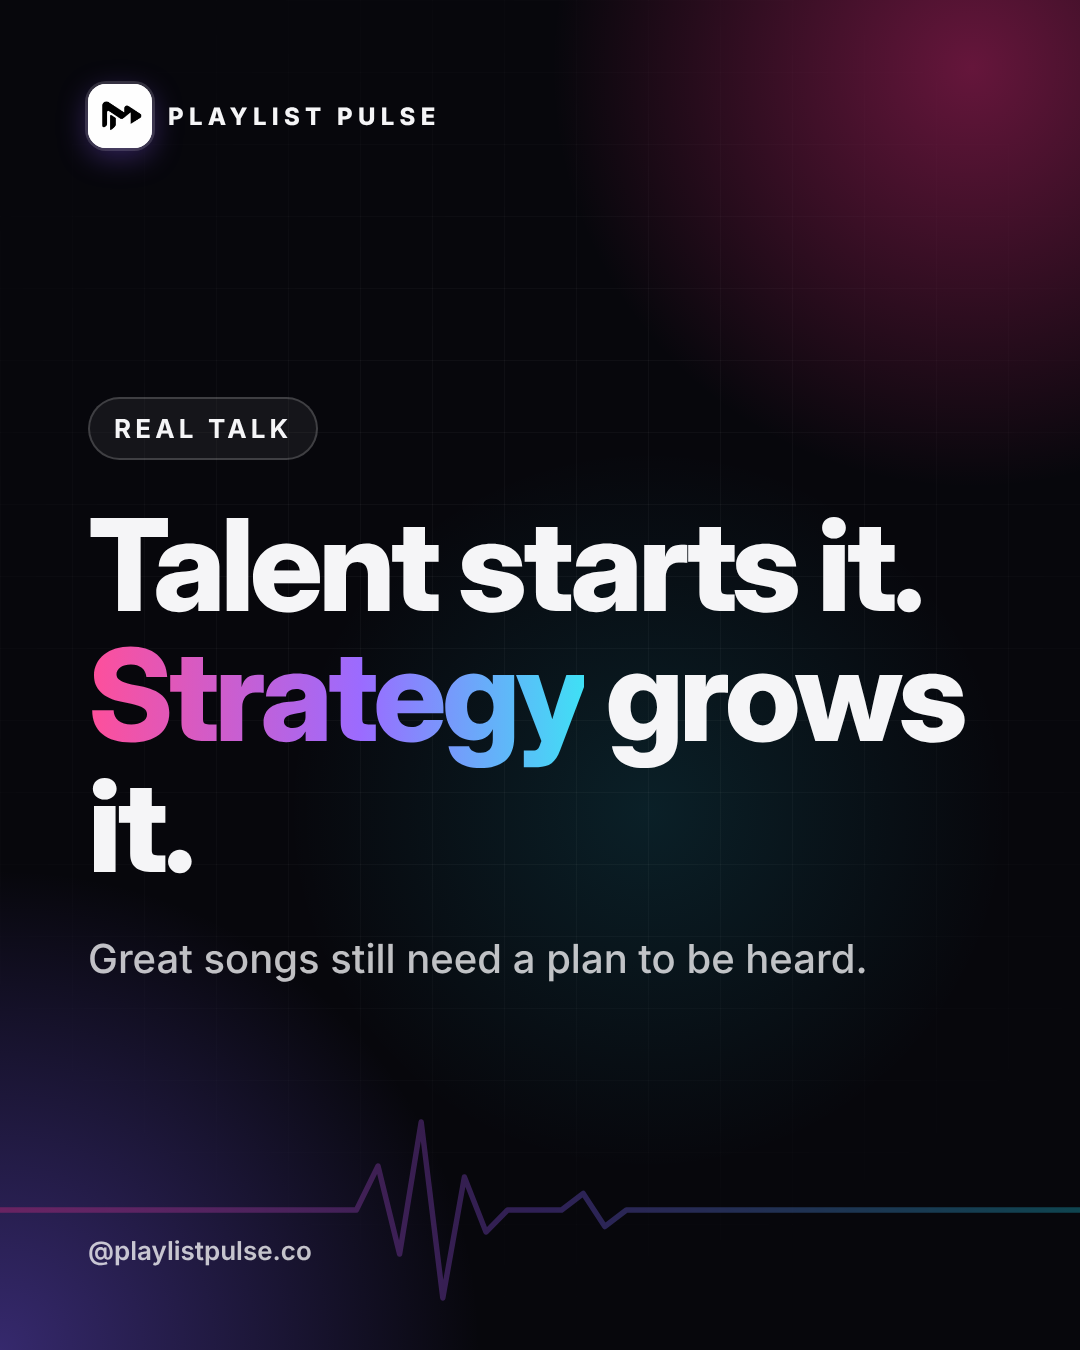 PLAYLIST PULSE
REAL TALK
Talent starts it.
Strategy grows
it.
Great songs still need a plan to be heard.
@playlistpulse.co